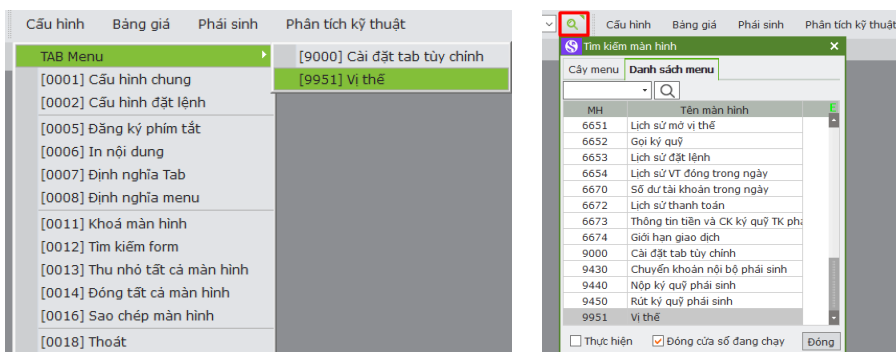 Cấu hình Bảng giá Phái sinh Phân tích kỹ thuật
TAB Menu
[9000] Cài đặt tab tùy chỉnh
[9951] Vị thế
[0001] Cấu hình chung
[0002] Cấu hình đặt lệnh
[0005] Đăng ký phím tắt
[0006] In nội dung
[0007] Định nghĩa Tab
[0008] Định nghĩa menu
[0011] Khoá màn hình
[0012] Tìm kiếm form
[0013] Thu nhỏ tất cả màn hình
[0014] Đóng tất cả màn hình
[0016] Sao chép màn hình
[0018] Thoát
Cấu hình Bảng giá Phái sinh Phân tích kỹ thuật
Tìm kiếm màn hình
Cây menu Danh sách menu
MH Tên màn hình E
6651 Lịch sử mở vị thế
6652 Gọi ký quỹ
6653 Lịch sử đặt lệnh
6654 Lịch sử VT đóng trong ngày
6670 Số dư tài khoản trong ngày
6672 Lịch sử thanh toán
6673 Thông tin tiền và CK ký quỹ TK phá
6674 Giới hạn giao dịch
9000 Cài đặt tab tùy chỉnh
9430 Chuyển khoản nội bộ phái sinh
9440 Nộp ký quỹ phái sinh
9450 Rút ký quỹ phái sinh
9951 Vị thế
Thực hiện Đóng cửa sổ đang chạy Đóng